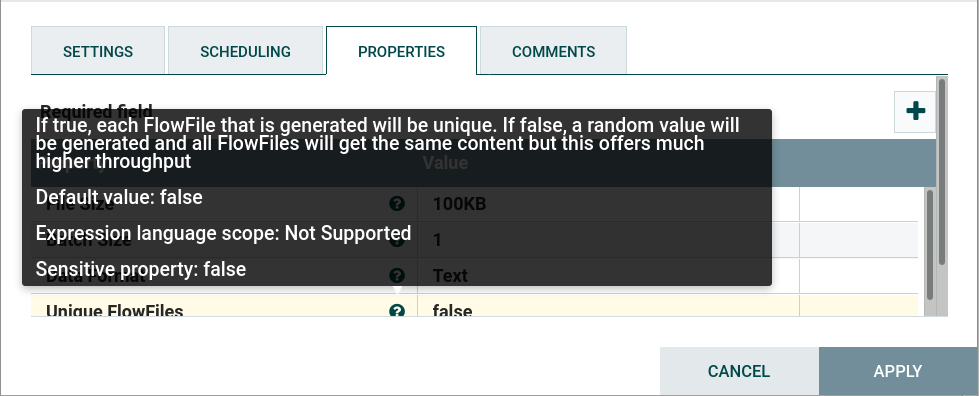 SETTINGS SCHEDULING PROPERTIES COMMENTS
Required field
If true, each FlowFile that is generated will be unique. If false, a random value will
be generated and all FlowFiles will get the same content but this offers much
higher throughput
Value
Default value: false
File Size 100KB
Expression language scope: Not Supported
Batch Size 1
Sensitive property: false
Data Format Text
Unique FlowFiles false
CANCEL APPLY